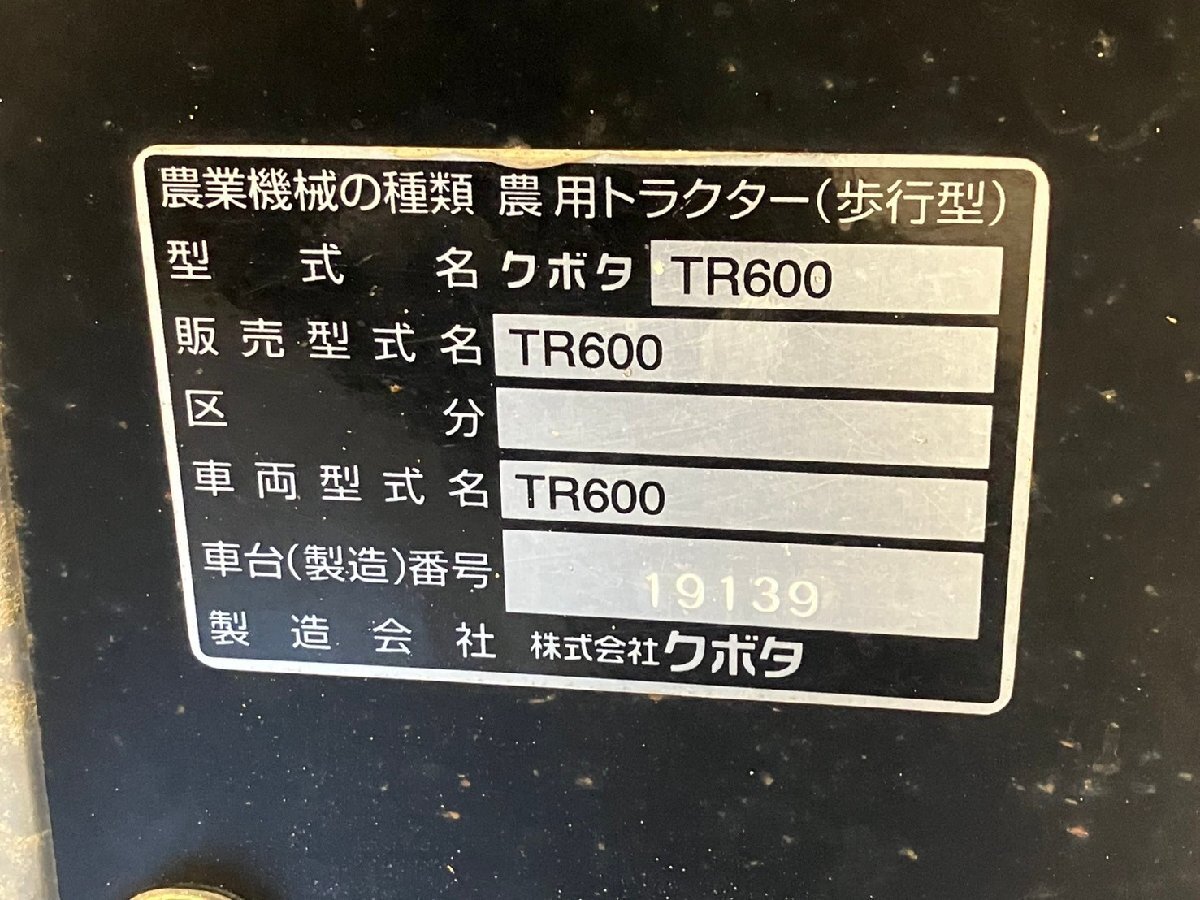 農業機械の種類 農用トラクター(歩行型)
型式名 クボタ TR600
販売型式名 TR600
区分
車両型式名 TR600
車台(製造)番号 19139
製造会社 株式会社クボタ